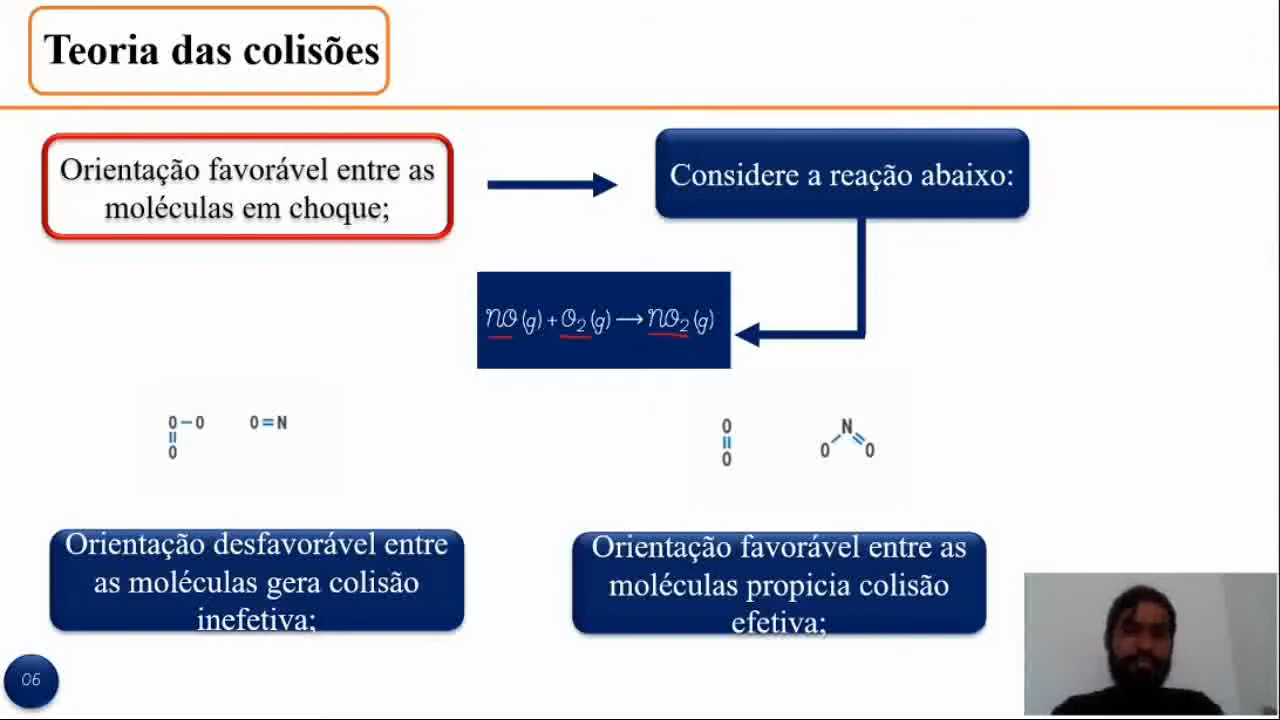 Teoria das colisões
Orientação favorável entre as
moléculas em choque;
Considere a reação abaixo:
NO (g) + O2 (g) → NO2 (g)
O – O O = N
O
O
O
N
O O
Orientação desfavorável entre
as moléculas gera colisão
inefetiva;
Orientação favorável entre as
moléculas propicia colisão
efetiva;
06